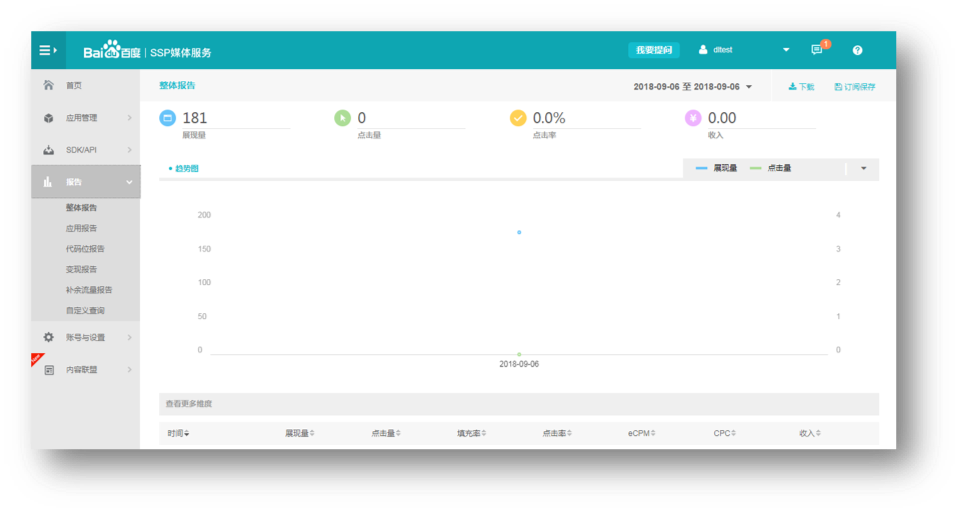 Bai百度 | SSP媒体服务
我要提问
dltest
1
首页
应用管理
SDK/API
报告
整体报告
应用报告
代码位报告
变现报告
补余流量报告
自定义查询
账号与设置
内容联盟
整体报告
2018-09-06 至 2018-09-06
下载
订阅保存
181
展现量
0
点击量
0.0%
点击率
0.00
收入
趋势图
展现量
点击量
200
150
100
50
0
4
3
2
1
0
2018-09-06
查看更多维度
时间 展现量 点击量 填充率 点击率 eCPM CPC 收入